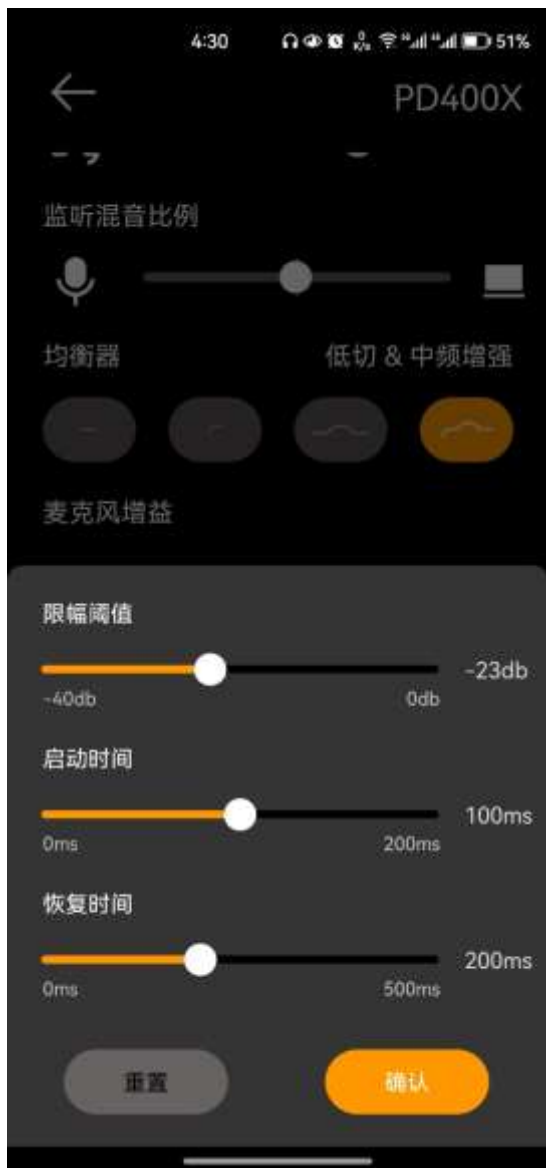 4:30
51%
PD400X
监听混音比例
均衡器 低切 & 中频增强
麦克风增益
限幅阈值
-23db
-40db 0db
启动时间
100ms
0ms 200ms
恢复时间
200ms
0ms 500ms
重置 确认